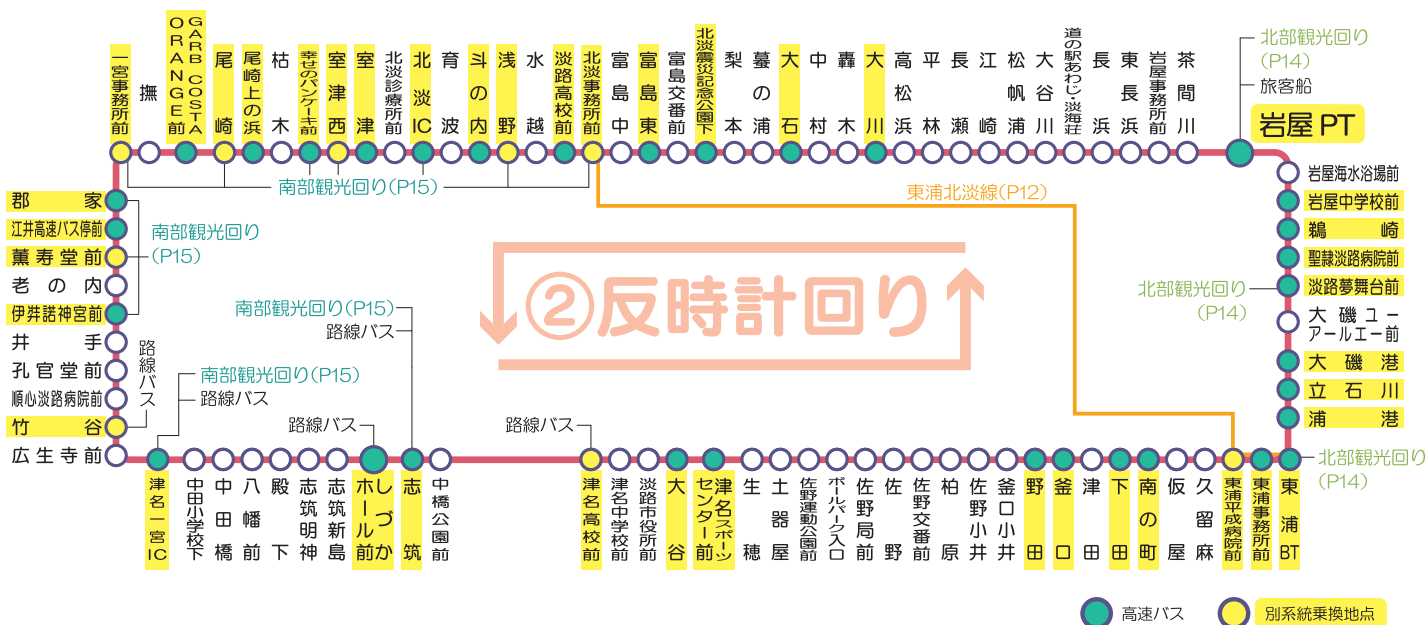 一宮事務所前
撫
GARB COSTA
ORANGE前
尾崎
尾崎上の浜
枯木
幸せのパンケーキ前
室津西
室津
北淡診療所前
北淡IC
育波
斗の内
浅野
水越
淡路高校前
北淡事務所前
富島中
富島東
富島交番前
北淡震災記念公園下
梨本
蟇の浦
大石
中村
轟木
大川
高松浜
平林
長瀬
江崎
松帆浦
大谷川
道の駅あわじ・淡海荘
長浜
東長浜
岩屋事務所前
茶間川
北部観光回り
(P14)
旅客船
岩屋 PT
岩屋海水浴場前
岩屋中学校前
鵜崎
聖隷淡路病院前
淡路夢舞台前
大磯ユー
アールエー前
大磯港
立石川
浦港
北部観光回り
(P14)
北部観光回り
(P14)
南部観光回り(P15)
東浦北淡線(P12)
②反時計回り
郡家
江井高速バス停前
薫寿堂前
老の内
伊弉諾神宮前
井手
孔官堂前
順心淡路病院前
竹谷
広生寺前
南部観光回り
(P15)
路線バス
南部観光回り(P15)
路線バス
南部観光回り(P15)
路線バス
路線バス
路線バス
津名一宮IC
中田小学校下
中田橋
八幡前
殿下
志筑明神
志筑新島
しづか
ホール前
志筑
中橋公園前
津名高校前
津名中学校前
淡路市役所前
大谷
津名スポーツ
センター前
生穂
土器屋
佐野運動公園前
ボールパーク入口
佐野局前
佐野
佐野交番前
柏原
佐野小井
釜口小井
野田
釜口
津田
下田
南の町
仮屋
久留麻
東浦平成病院前
東浦事務所前
東浦BT
高速バス
別系統乗換地点